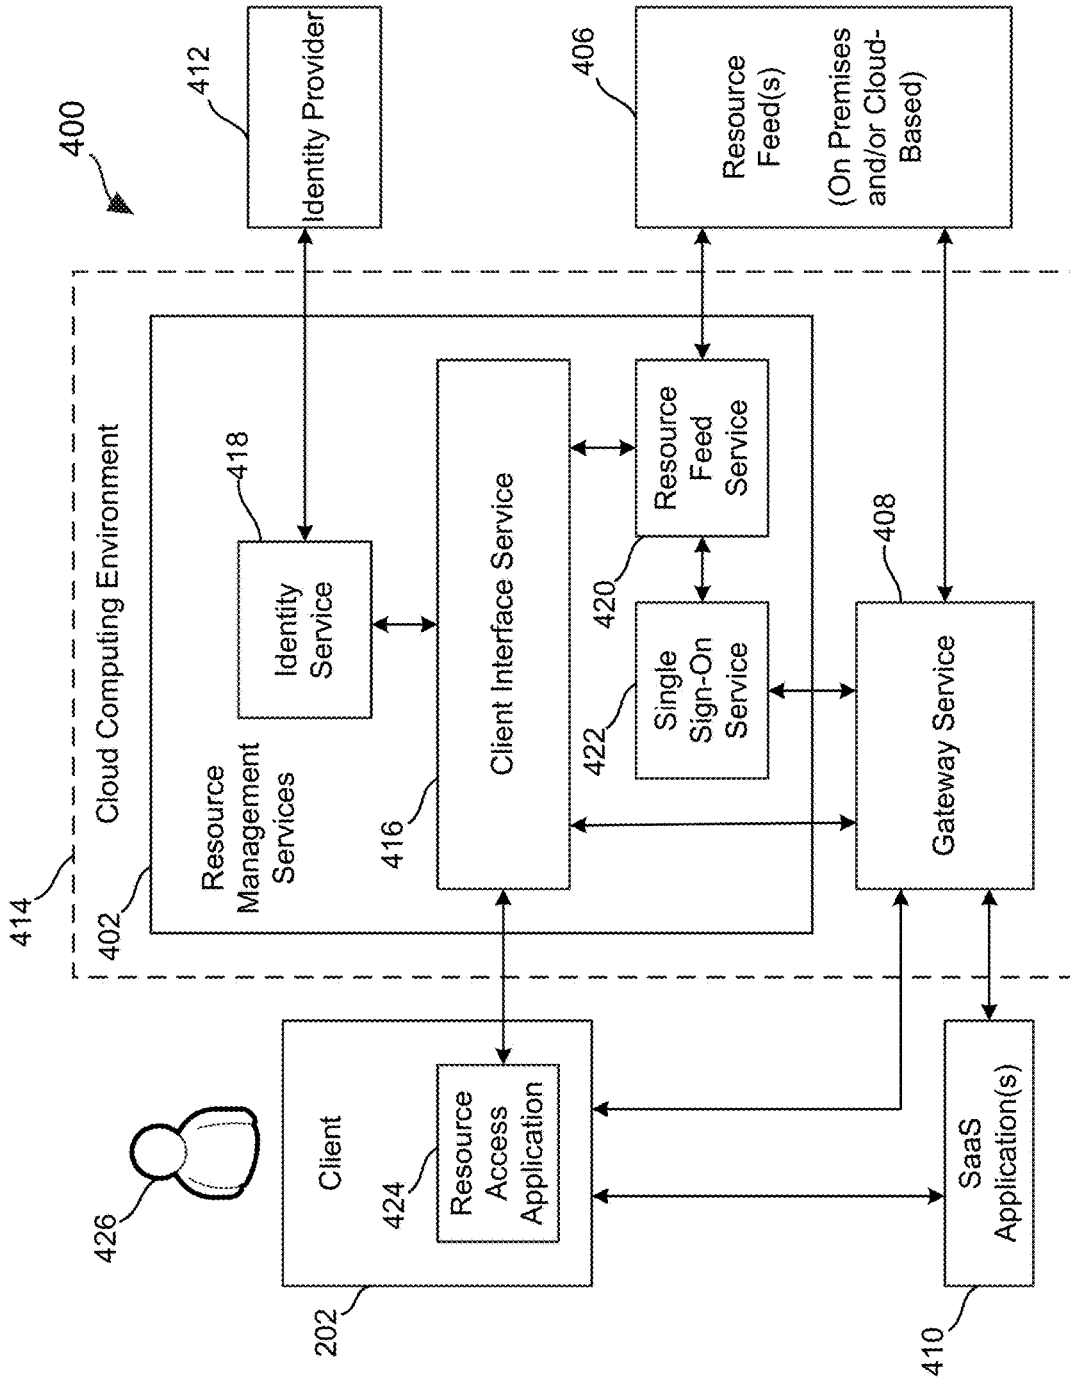 400
414
Cloud Computing Environment
402
Resource
Management
Services
426
202
Client
424
Resource
Access
Application
418
Identity
Service
412
Identity Provider
416
Client Interface Service
422
Single
Sign-On
Service
420
Resource
Feed
Service
406
Resource
Feed(s)
(On Premises
and/or Cloud-
Based)
410
SaaS
Application(s)
408
Gateway Service